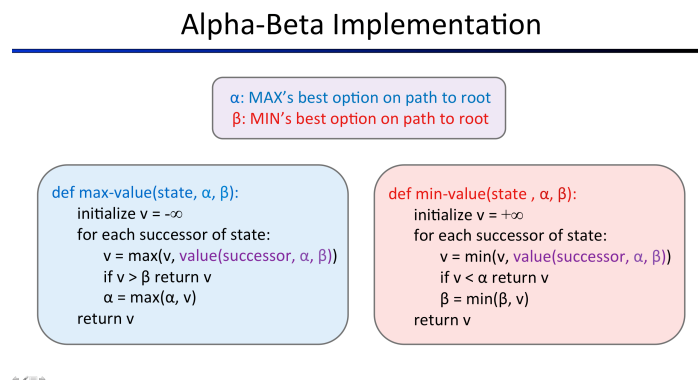 Alpha-Beta Implementation
α: MAX's best option on path to root
β: MIN's best option on path to root
def max-value(state, α, β):
initialize v = -∞
for each successor of state:
v = max(v, value(successor, α, β))
if v > β return v
α = max(α, v)
return v
def min-value(state , α, β):
initialize v = +∞
for each successor of state:
v = min(v, value(successor, α, β))
if v < α return v
β = min(β, v)
return v